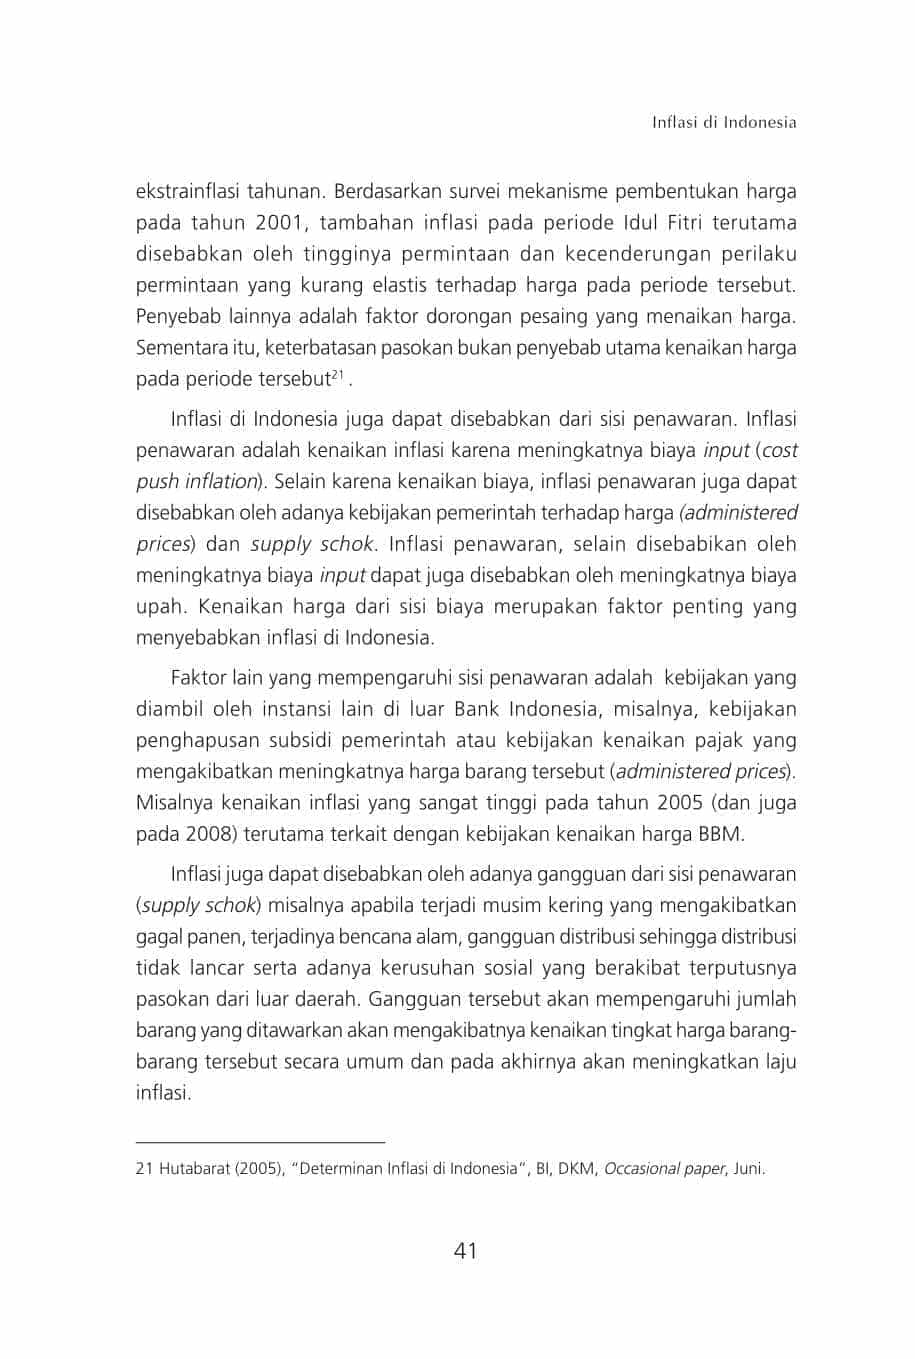 Inflasi di Indonesia
ekstrainflasi tahunan. Berdasarkan survei mekanisme pembentukan harga
pada tahun 2001, tambahan inflasi pada periode Idul Fitri terutama
disebabkan oleh tingginya permintaan dan kecenderungan perilaku
permintaan yang kurang elastis terhadap harga pada periode tersebut.
Penyebab lainnya adalah faktor dorongan pesaing yang menaikan harga.
Sementara itu, keterbatasan pasokan bukan penyebab utama kenaikan harga
pada periode tersebut²¹ .
Inflasi di Indonesia juga dapat disebabkan dari sisi penawaran. Inflasi
penawaran adalah kenaikan inflasi karena meningkatnya biaya input (cost
push inflation). Selain karena kenaikan biaya, inflasi penawaran juga dapat
disebabkan oleh adanya kebijakan pemerintah terhadap harga (administered
prices) dan supply schok. Inflasi penawaran, selain disebabikan oleh
meningkatnya biaya input dapat juga disebabkan oleh meningkatnya biaya
upah. Kenaikan harga dari sisi biaya merupakan faktor penting yang
menyebabkan inflasi di Indonesia.
Faktor lain yang mempengaruhi sisi penawaran adalah kebijakan yang
diambil oleh instansi lain di luar Bank Indonesia, misalnya, kebijakan
penghapusan subsidi pemerintah atau kebijakan kenaikan pajak yang
mengakibatkan meningkatnya harga barang tersebut (administered prices).
Misalnya kenaikan inflasi yang sangat tinggi pada tahun 2005 (dan juga
pada 2008) terutama terkait dengan kebijakan kenaikan harga BBM.
Inflasi juga dapat disebabkan oleh adanya gangguan dari sisi penawaran
(supply schok) misalnya apabila terjadi musim kering yang mengakibatkan
gagal panen, terjadinya bencana alam, gangguan distribusi sehingga distribusi
tidak lancar serta adanya kerusuhan sosial yang berakibat terputusnya
pasokan dari luar daerah. Gangguan tersebut akan mempengaruhi jumlah
barang yang ditawarkan akan mengakibatnya kenaikan tingkat harga barang-
barang tersebut secara umum dan pada akhirnya akan meningkatkan laju
inflasi.
21 Hutabarat (2005), “Determinan Inflasi di Indonesia”, BI, DKM, Occasional paper, Juni.
41